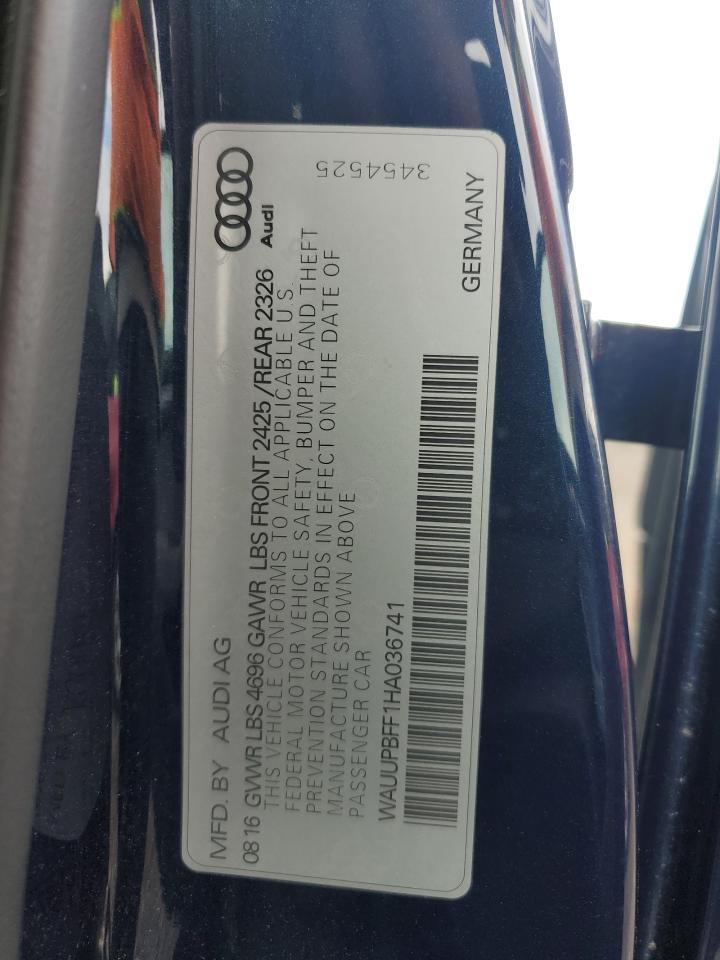 MFD. BY AUDI AG
Audi
0816 GVWR LBS 4696 GAWR LBS FRONT 2425 /REAR 2326
THIS VEHICLE CONFORMS TO ALL APPLICABLE U.S.
FEDERAL MOTOR VEHICLE SAFETY, BUMPER AND THEFT
PREVENTION STANDARDS IN EFFECT ON THE DATE OF
MANUFACTURE SHOWN ABOVE
PASSENGER CAR
3454525
WAUUPBFF1HA036741
GERMANY